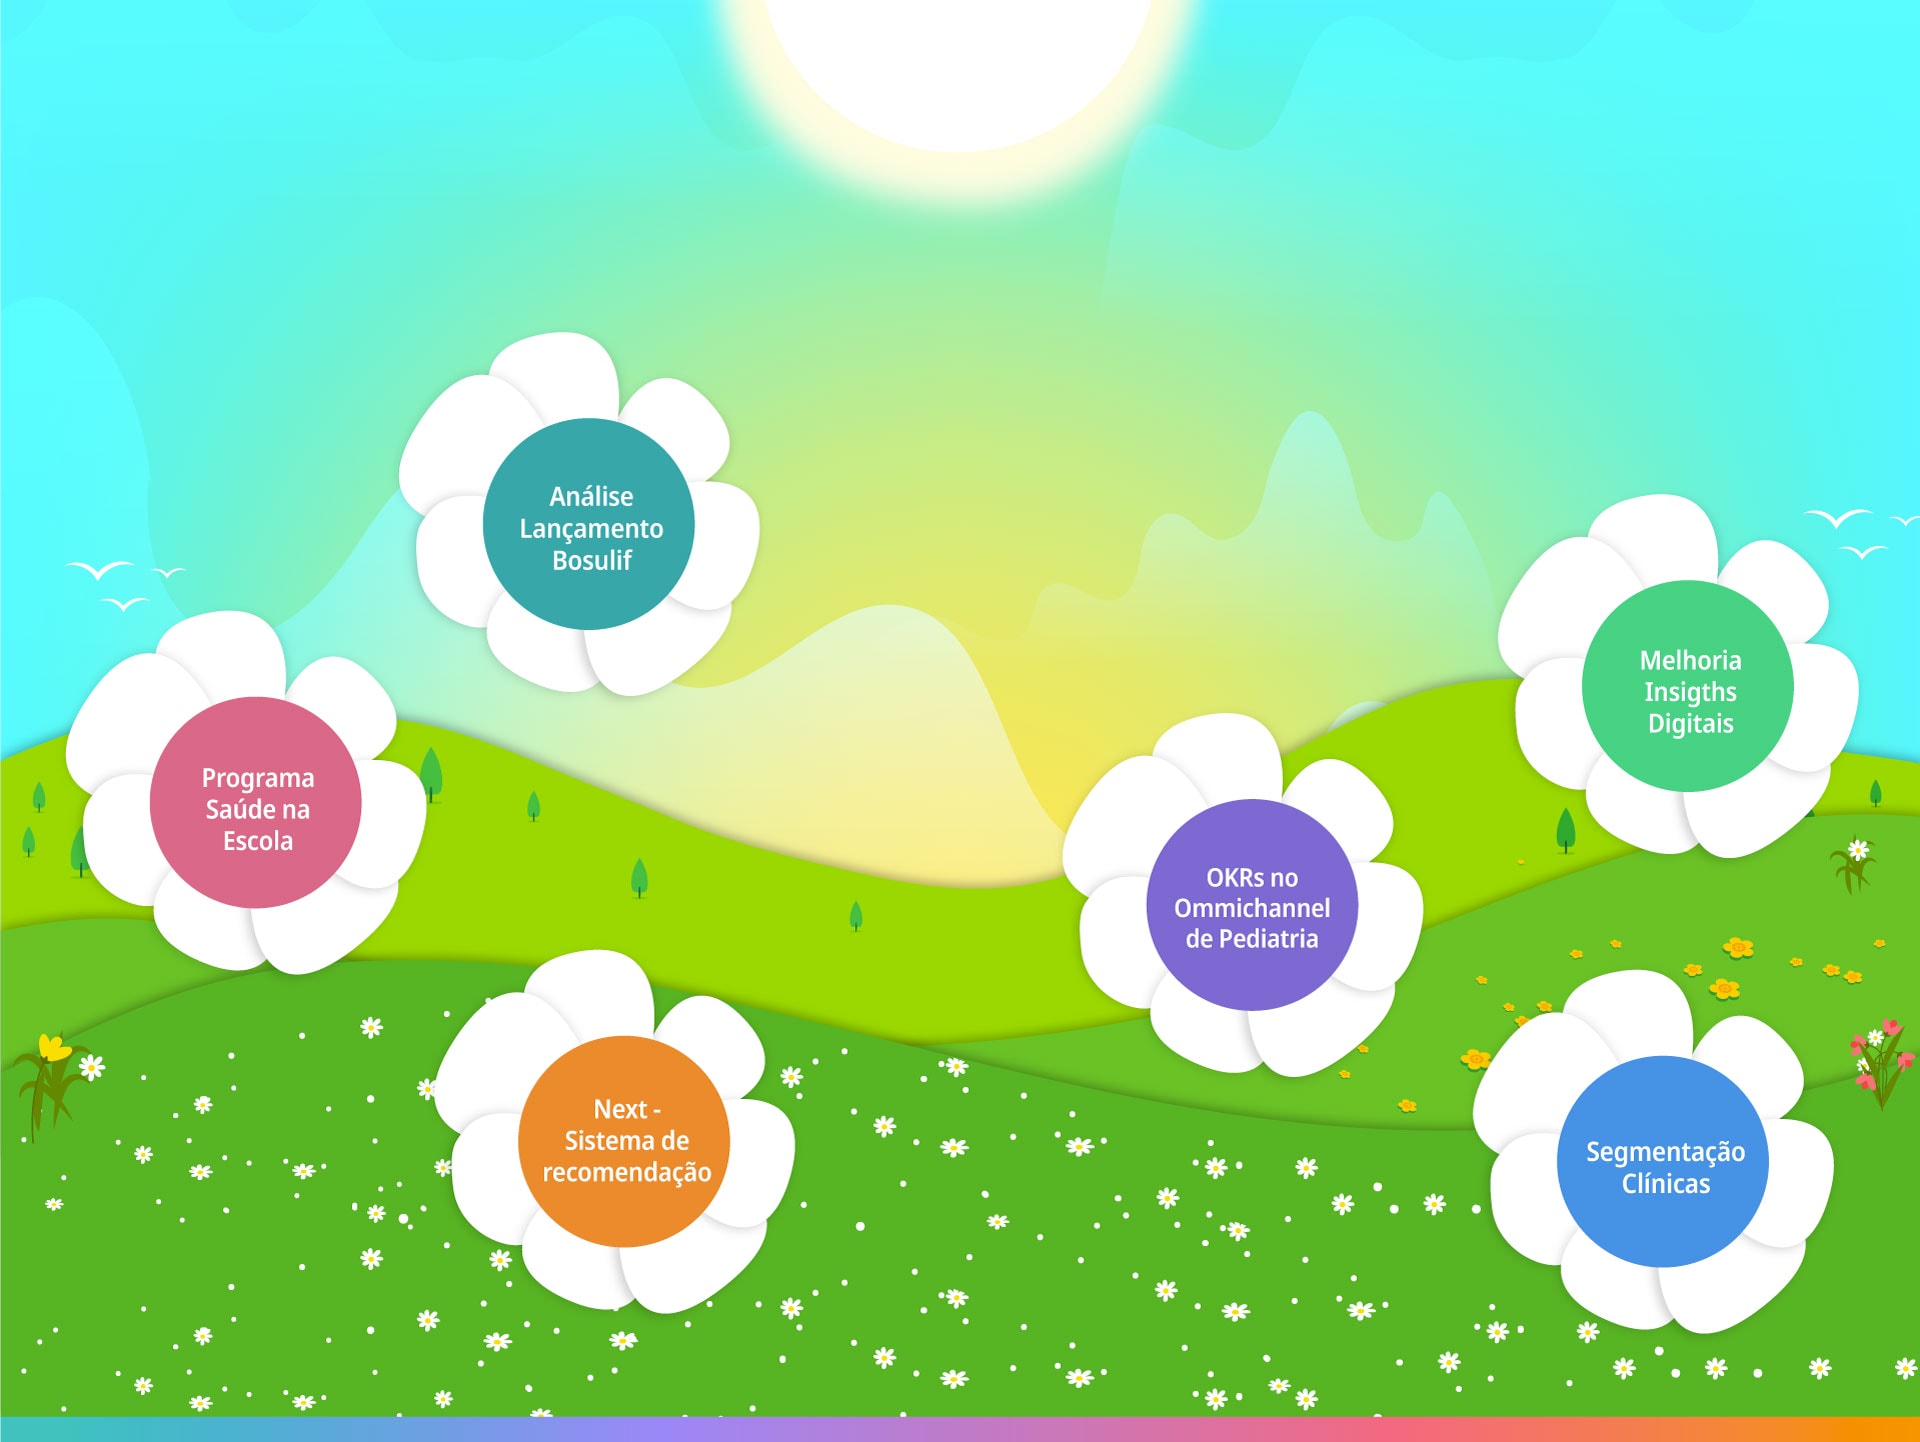 Análise
Lançamento
Bosulif
Melhoria
Insigths
Digitais
Programa
Saúde na
Escola
OKRs no
Ommichannel
de Pediatria
Next -
Sistema de
recomendação
Segmentação
Clínicas